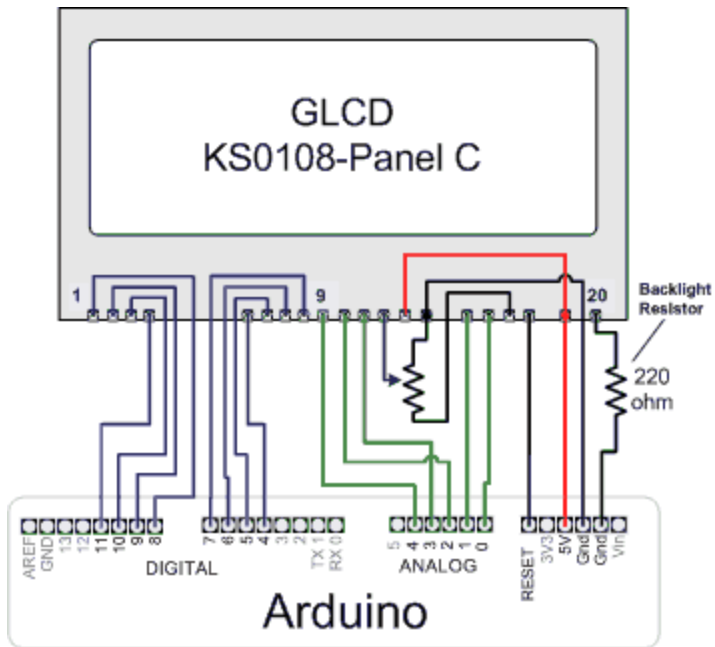 GLCD
KS0108-Panel C
1
9
20
Backlight
Resistor
220
ohm
AREF
GND
13
12
11
10
9
8
7
6
5
4
3
2
TX 1
RX 0
5
4
3
2
1
0
RESET
3V3
5V
Gnd
Gnd
Vin
DIGITAL
ANALOG
Arduino